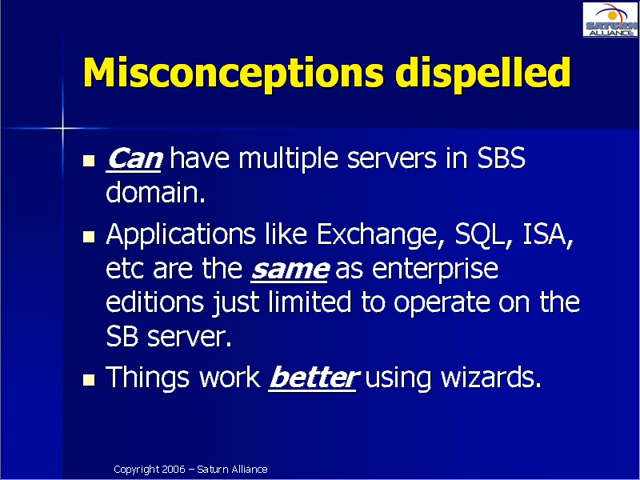 SATURN
ALLIANCE
Misconceptions dispelled
Can have multiple servers in SBS
domain.
Applications like Exchange, SQL, ISA,
etc are the same as enterprise
editions just limited to operate on the
SB server.
Things work better using wizards.
Copyright 2006 – Saturn Alliance